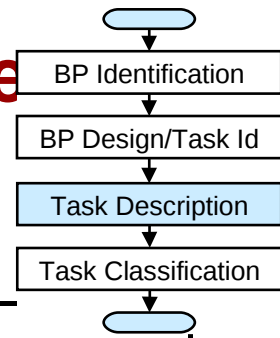 e
BP Identification
BP Design/Task Id
Task Description
Task Classification